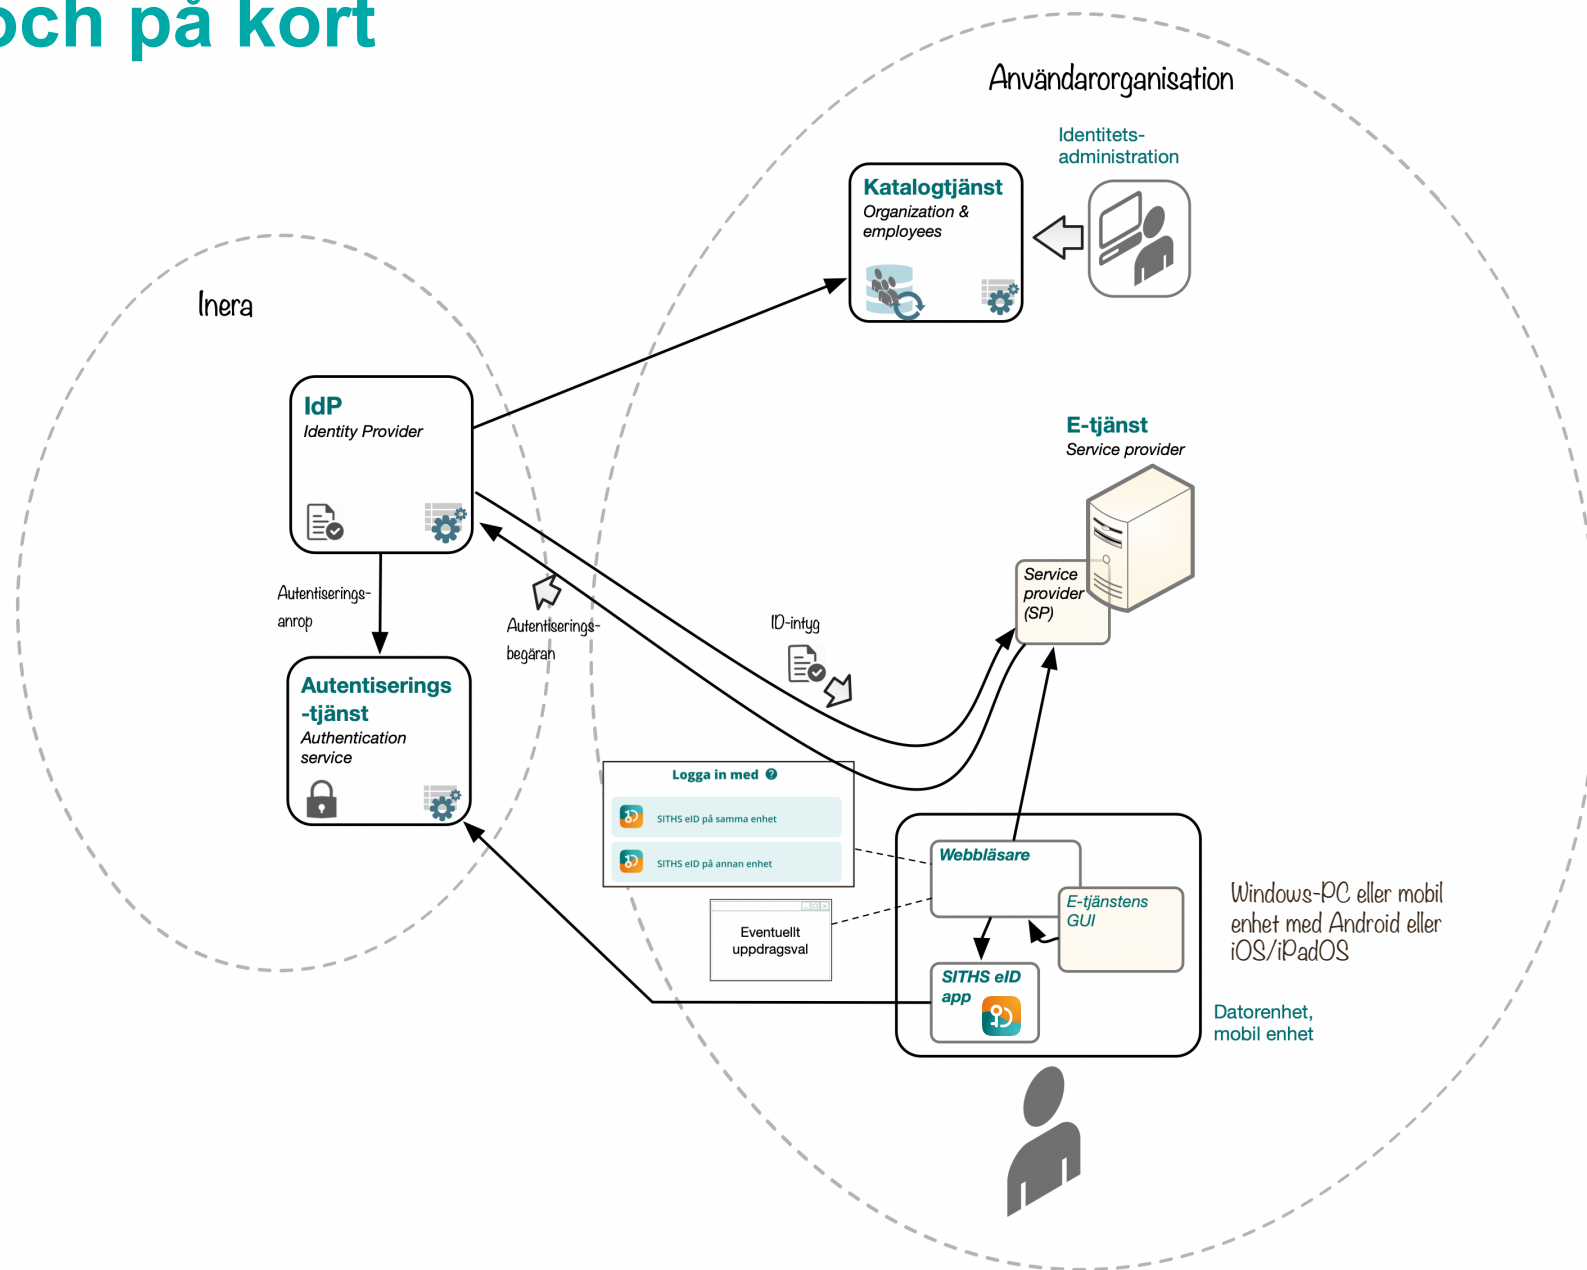 och på kort
Användarorganisation
Identitets-
administration
Katalogtjänst
Organization &
employees
Inera
IdP
Identity Provider
E-tjänst
Service provider
Service
provider
(SP)
Autentiserings-
anrop
Autentiserings-
begäran
ID-intyg
Autentiserings
-tjänst
Authentication
service
Logga in med ?
SITHS eID på samma enhet
SITHS eID på annan enhet
Webbläsare
E-tjänstens
GUI
Eventuellt
uppdragsval
SITHS eID
app
Windows-PC eller mobil
enhet med Android eller
iOS/iPadOS
Datorenhet,
mobil enhet